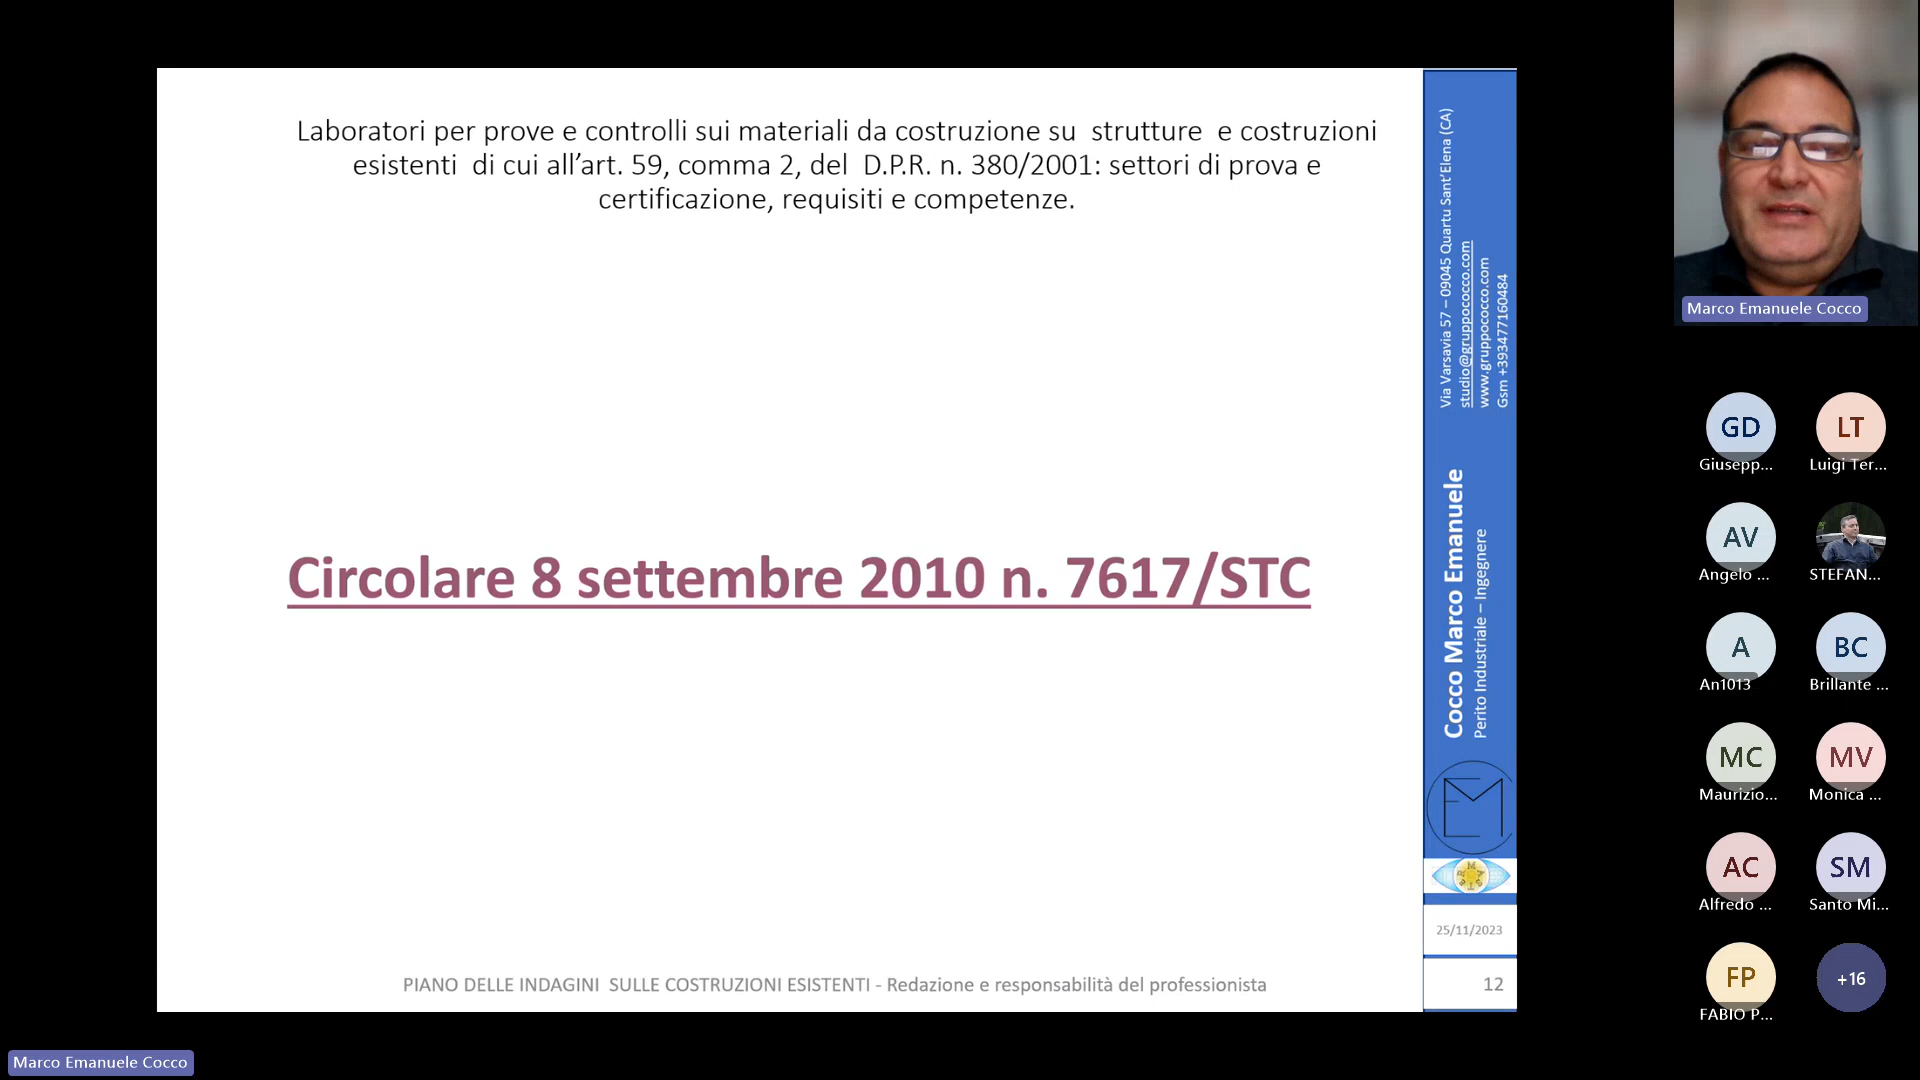 Laboratori per prove e controlli sui materiali da costruzione su strutture e costruzioni
esistenti di cui all’art. 59, comma 2, del D.P.R. n. 380/2001: settori di prova e
certificazione, requisiti e competenze.
Circolare 8 settembre 2010 n. 7617/STC
PIANO DELLE INDAGINI SULLE COSTRUZIONI ESISTENTI - Redazione e responsabilità del professionista
Via Varsavia 57 – 09045 Quartu Sant’Elena (CA)
studio@gruppococco.com
www.gruppococco.com
Gsm +393477160484
Cocco Marco Emanuele
Perito Industriale – Ingegnere
EM
25/11/2023
12
Marco Emanuele Cocco
GD
Giusepp...
LT
Luigi Ter...
AV
Angelo ...
STEFAN...
A
An1013
BC
Brillante ...
MC
Maurizio...
MV
Monica ...
AC
Alfredo ...
SM
Santo Mi...
FP
FABIO P...
+16
Marco Emanuele Cocco